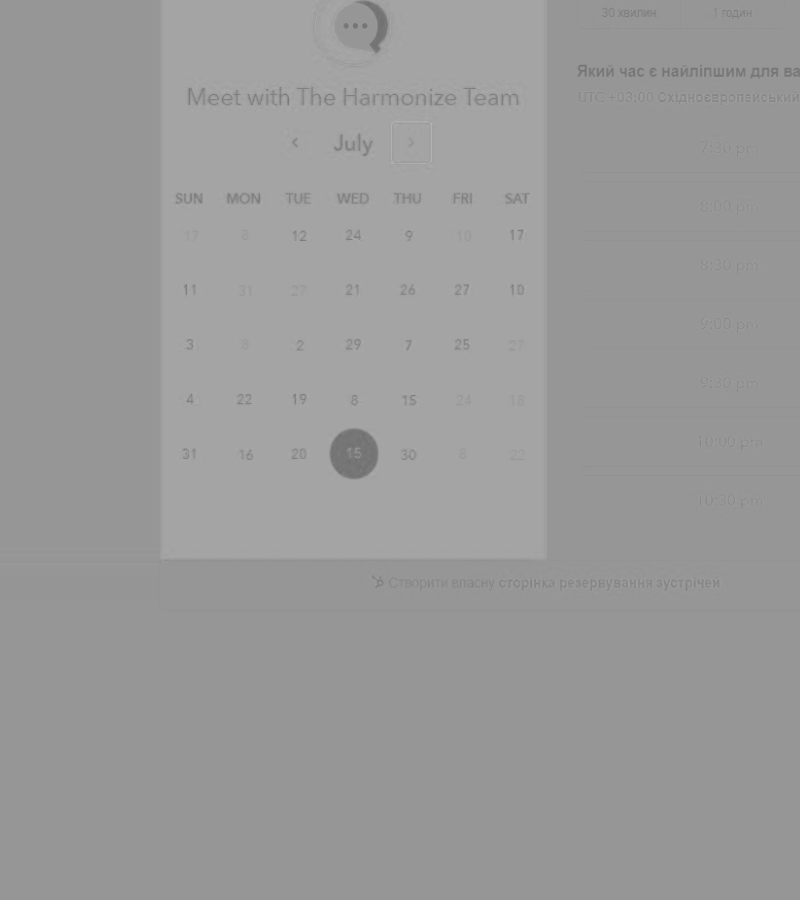 30 хвилин 1 годин
Meet with The Harmonize Team
Який час є найліпшим для ва
UTC +03:00 Східноєвропейський
July
7:30 pm
SUN MON TUE WED THU FRI SAT
8:00 pm
17 8 12 24 9 10 17
8:30 pm
11 31 27 21 26 27 10
9:00 pm
3 8 2 29 7 25 27
9:30 pm
4 22 19 8 15 24 18
10:00 pm
31 16 20 15 30 8 22
10:30 pm
Створити власну сторінка резервування зустрічей